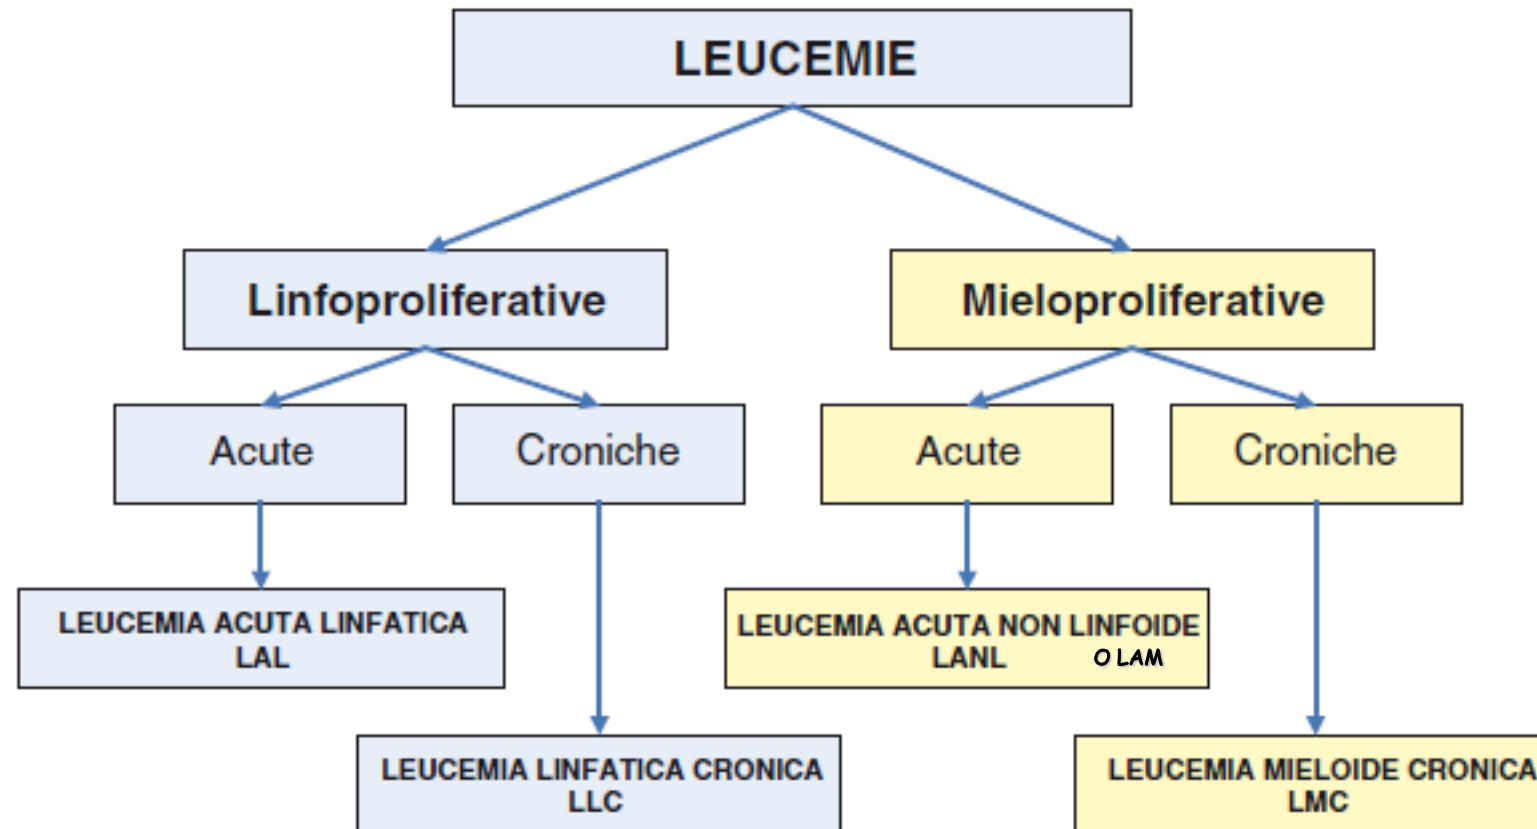 LEUCEMIE
Linfoproliferative
Mieloproliferative
Acute
Croniche
Acute
Croniche
LEUCEMIA ACUTA LINFATICA
LAL
LEUCEMIA ACUTA NON LINFOIDE
LANL O LAM
LEUCEMIA LINFATICA CRONICA
LLC
LEUCEMIA MIELOIDE CRONICA
LMC